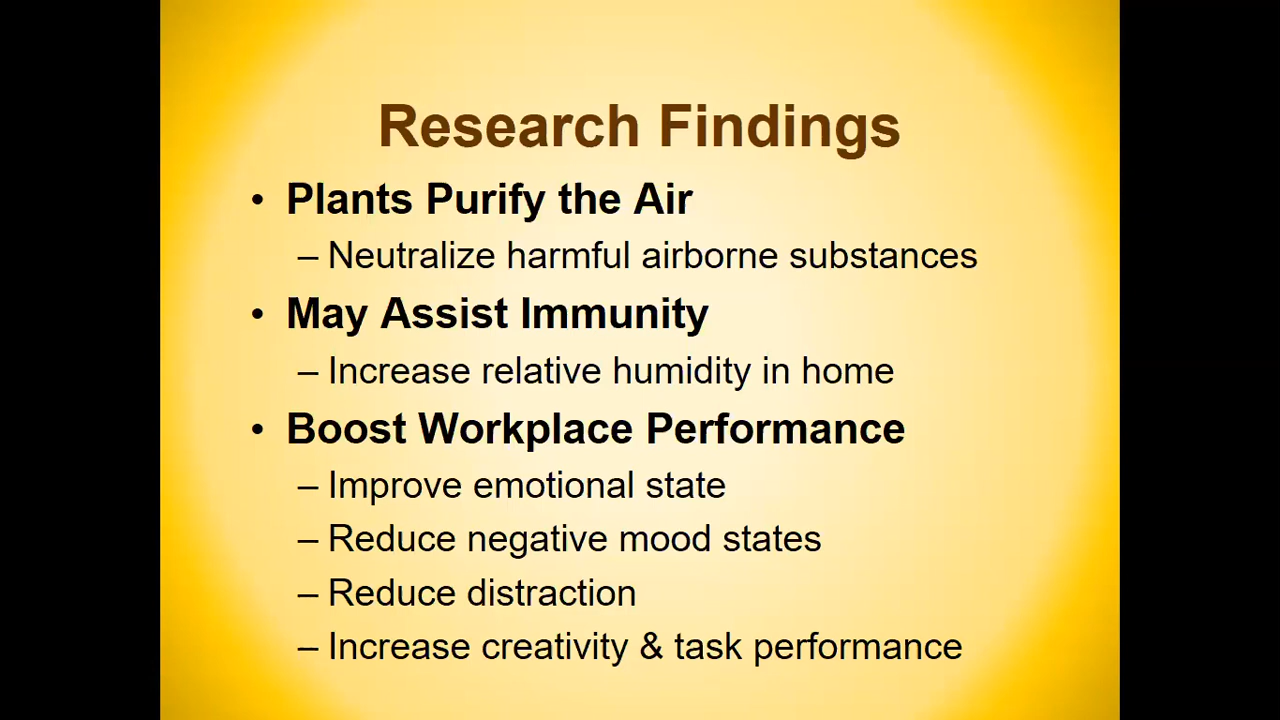 Research Findings
• Plants Purify the Air
– Neutralize harmful airborne substances
• May Assist Immunity
– Increase relative humidity in home
• Boost Workplace Performance
– Improve emotional state
– Reduce negative mood states
– Reduce distraction
– Increase creativity & task performance